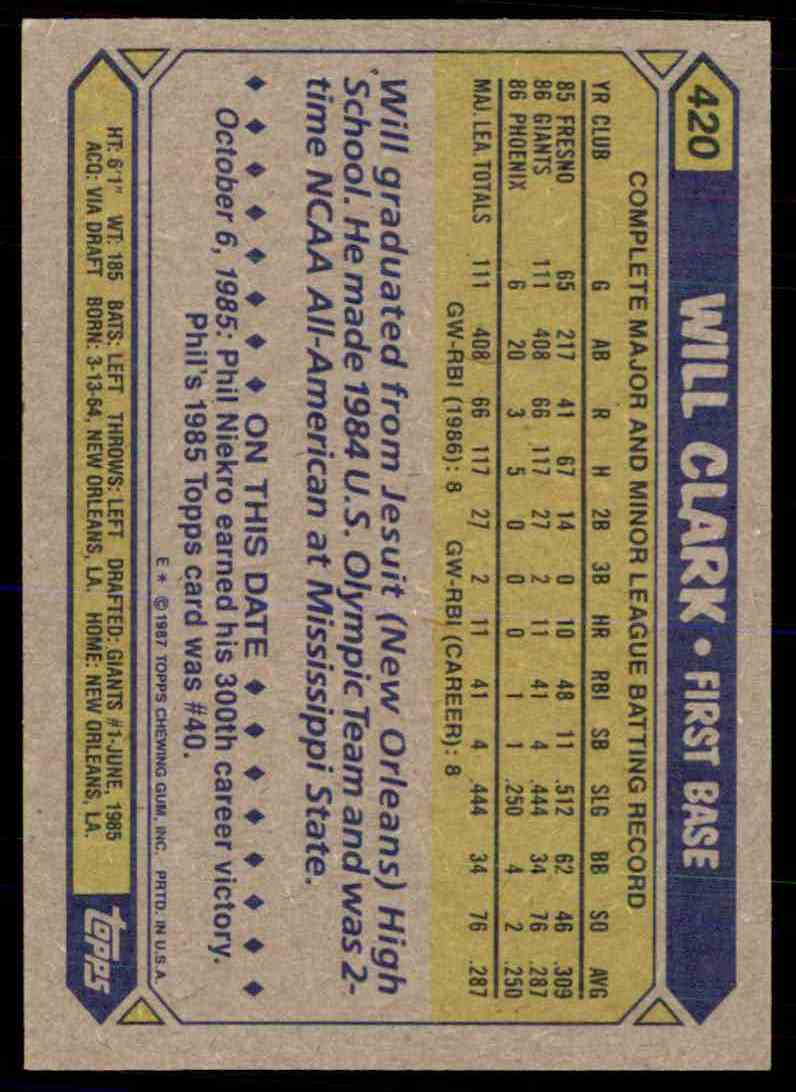 420 WILL CLARK • FIRST BASE
COMPLETE MAJOR AND MINOR LEAGUE BATTING RECORD
YR CLUB G AB R H 2B 3B HR RBI SB SLG BB SO AVG
85 FRESNO 65 217 41 67 14 0 10 48 11 .512 62 46 .309
86 GIANTS 111 408 66 117 27 2 11 41 4 .444 34 76 .287
86 PHOENIX 6 20 3 5 0 0 0 1 1 .250 4 2 .250
MAJ. LEA. TOTALS 111 408 66 117 27 2 11 41 4 .444 34 76 .287
GW-RBI (1986): 8 GW-RBI (CAREER): 8
Will graduated from Jesuit (New Orleans) High
School. He made 1984 U.S. Olympic Team and was 2-
time NCAA All-American at Mississippi State.
♦ ♦ ♦ ♦ ♦ ♦ ON THIS DATE ♦ ♦ ♦ ♦ ♦ ♦ ♦ ♦
October 6, 1985: Phil Niekro earned his 300th career victory.
Phil's 1985 Topps card was #40.
E * ©1987 TOPPS CHEWING GUM, INC. PRTD. IN U.S.A.
HT: 6'1" WT: 185 BATS: LEFT THROWS: LEFT DRAFTED: GIANTS #1-JUNE, 1985
ACQ: VIA DRAFT BORN: 3-13-64, NEW ORLEANS, LA. HOME: NEW ORLEANS, LA.
topps